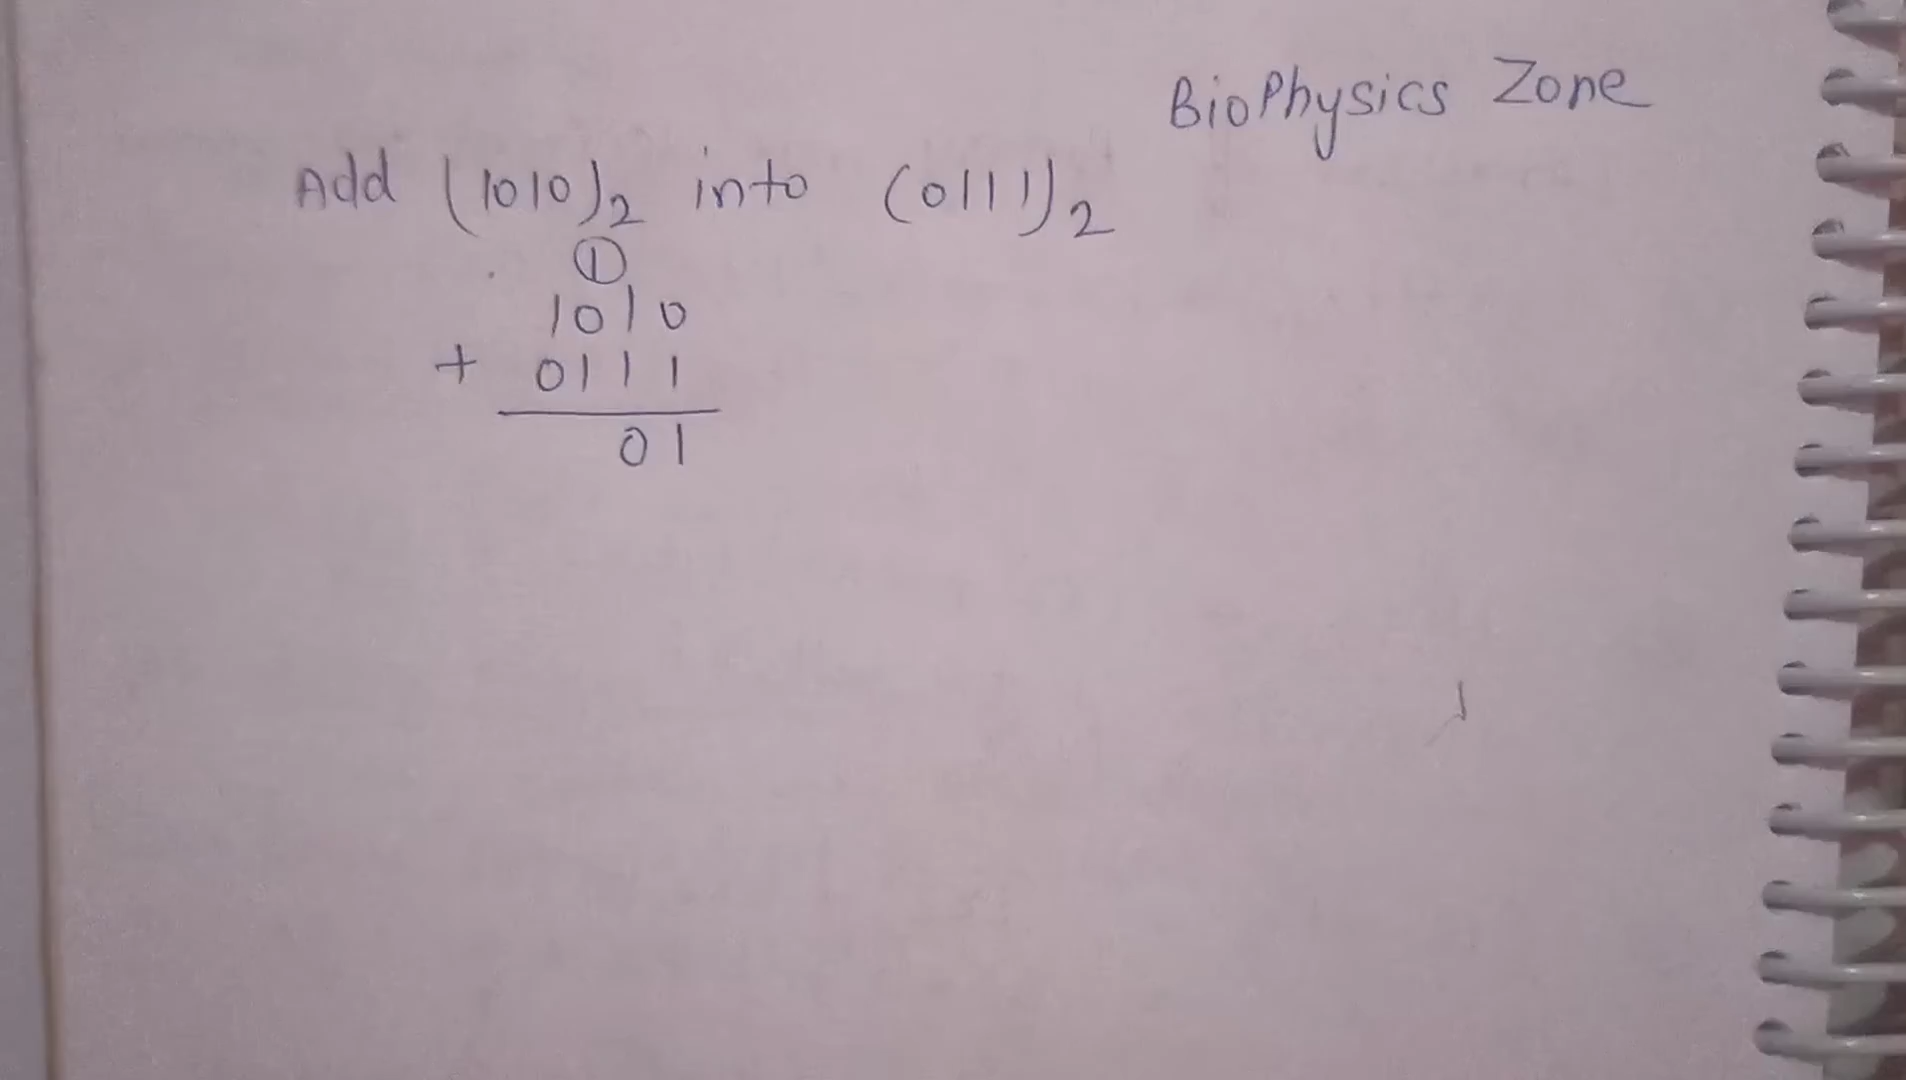 BioPhysics Zone
Add (1010)2 into (0111)2
1
1010
+ 0111
01